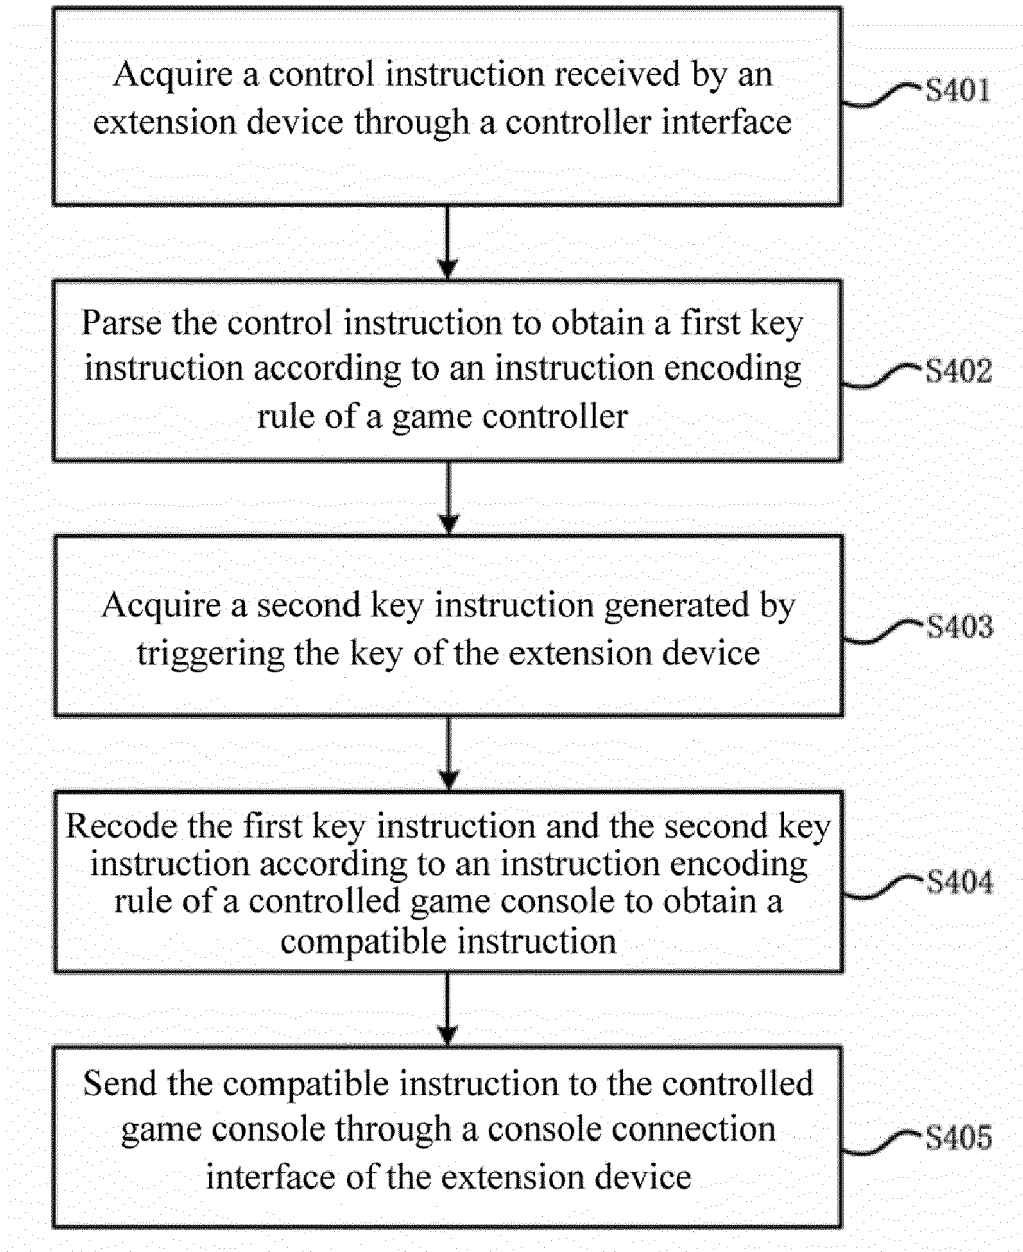 Acquire a control instruction received by an
extension device through a controller interface
S401
Parse the control instruction to obtain a first key
instruction according to an instruction encoding
rule of a game controller
S402
Acquire a second key instruction generated by
triggering the key of the extension device
S403
Recode the first key instruction and the second key
instruction according to an instruction encoding
rule of a controlled game console to obtain a
compatible instruction
S404
Send the compatible instruction to the controlled
game console through a console connection
interface of the extension device
S405